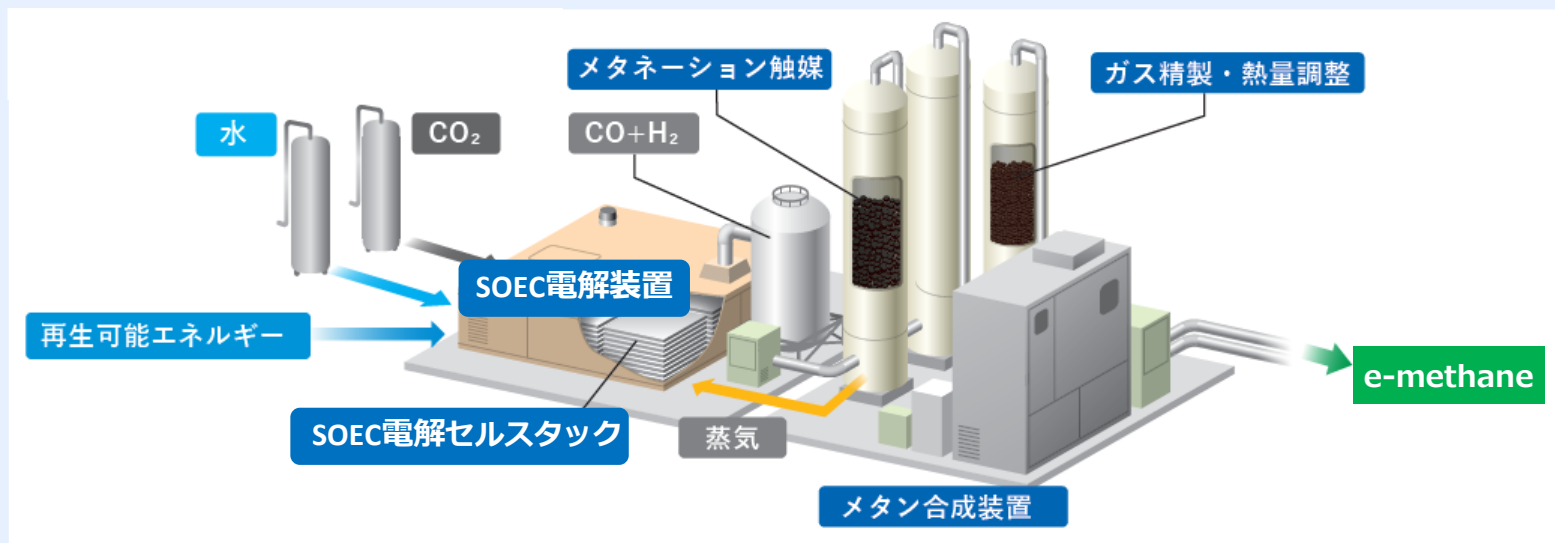 メタネーション触媒
ガス精製・熱量調整
水
CO₂
CO+H₂
SOEC電解装置
再生可能エネルギー
e-methane
SOEC電解セルスタック
蒸気
メタン合成装置